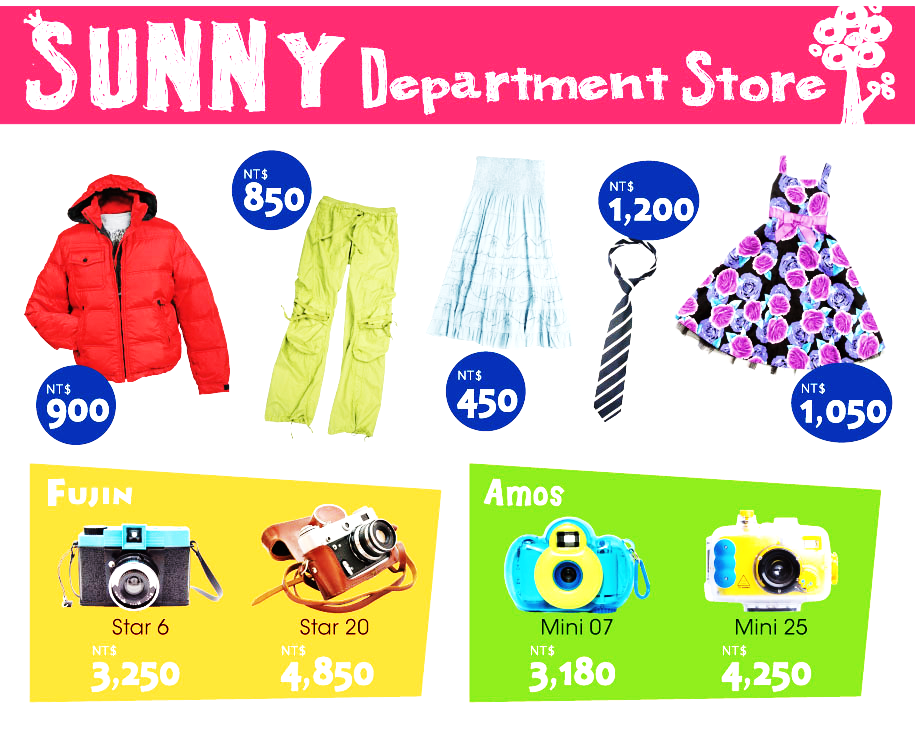 SUNNY Department Store
NT$
850
NT$
1,200
NT$
900
NT$
450
NT$
1,050
FUJIN
Star 6
NT$
3,250
Star 20
NT$
4,850
Amos
Mini 07
NT$
3,180
Mini 25
NT$
4,250